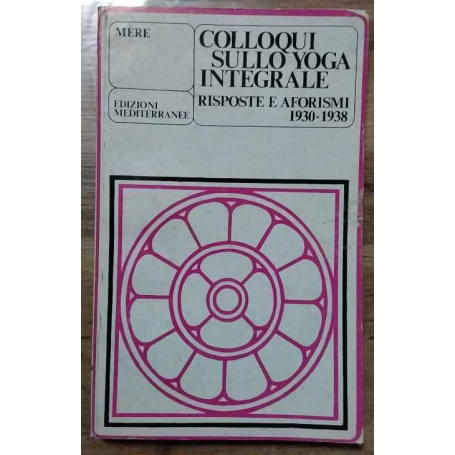 MÈRE
COLLOQUI
SULLO YOGA
INTEGRALE
RISPOSTE E AFORISMI
1930-1938
EDIZIONI
MEDITERRANEE